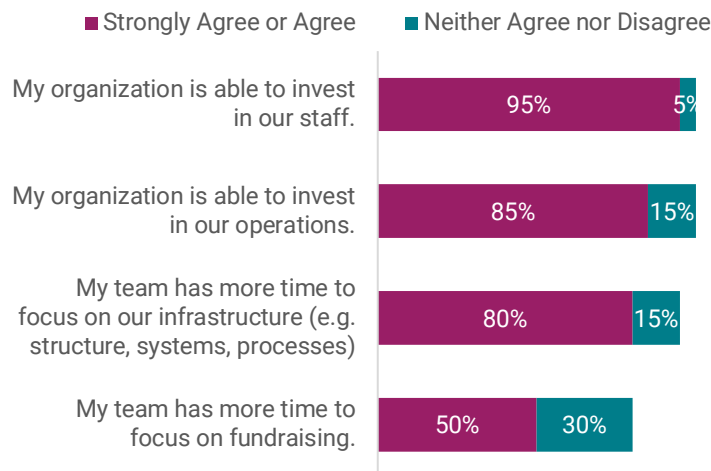 Strongly Agree or Agree
Neither Agree nor Disagree
My organization is able to invest
in our staff.
95%
5%
My organization is able to invest
in our operations.
85%
15%
My team has more time to
focus on our infrastructure (e.g.
structure, systems, processes)
80%
15%
My team has more time to
focus on fundraising.
50%
30%